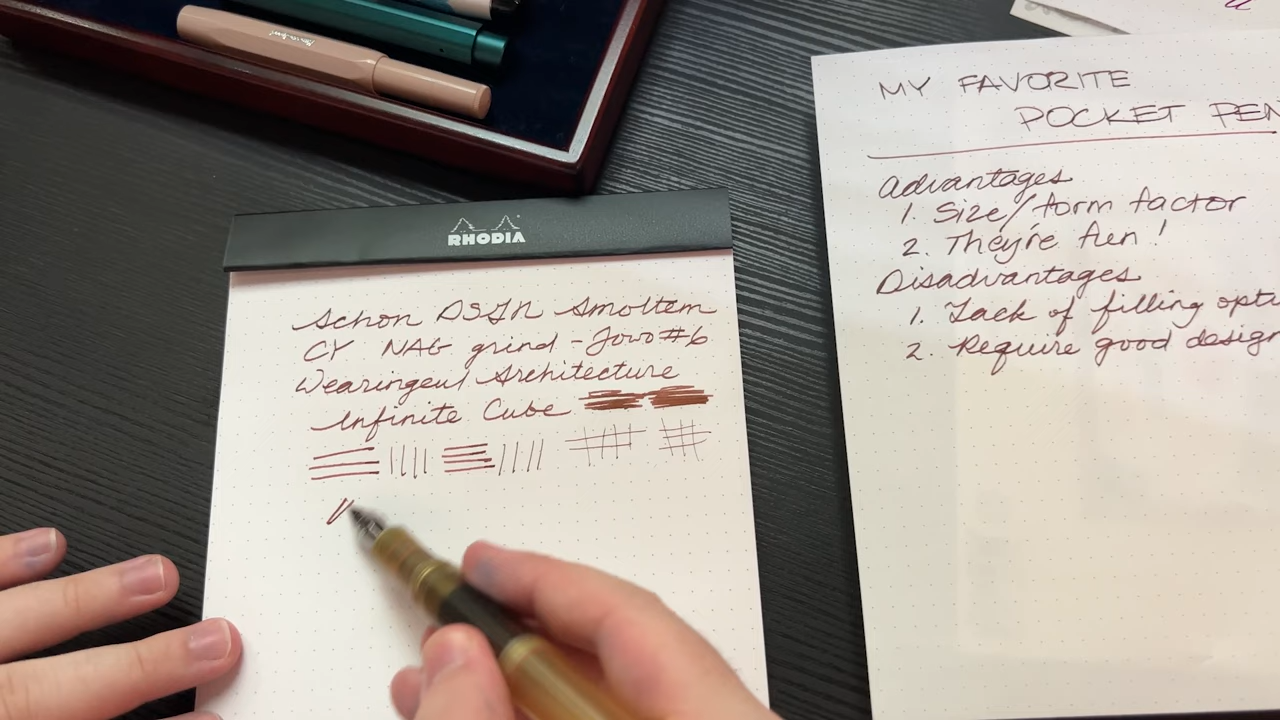 RHODIA
Schon DSGN Smoltem
CY NAG grind - Jowo #6
Wearingeul Architecture
Infinite Cube
MY FAVORITE
POCKET PEN
Advantages
1. Size/form factor
2. They're fun!
Disadvantages
1. Lack of filling opti
2. Require good design